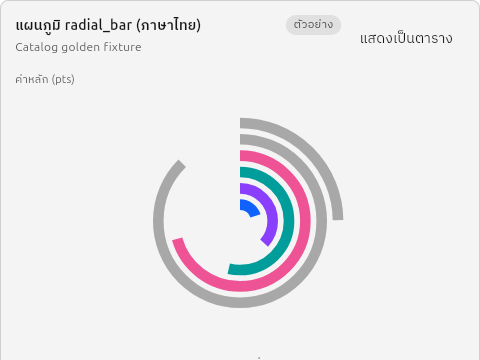 แผนภูมิ radial_bar (ภาษาไทย)
ตัวอย่าง
แสดงเป็นตาราง
Catalog golden fixture
ค่าหลัก (pts)